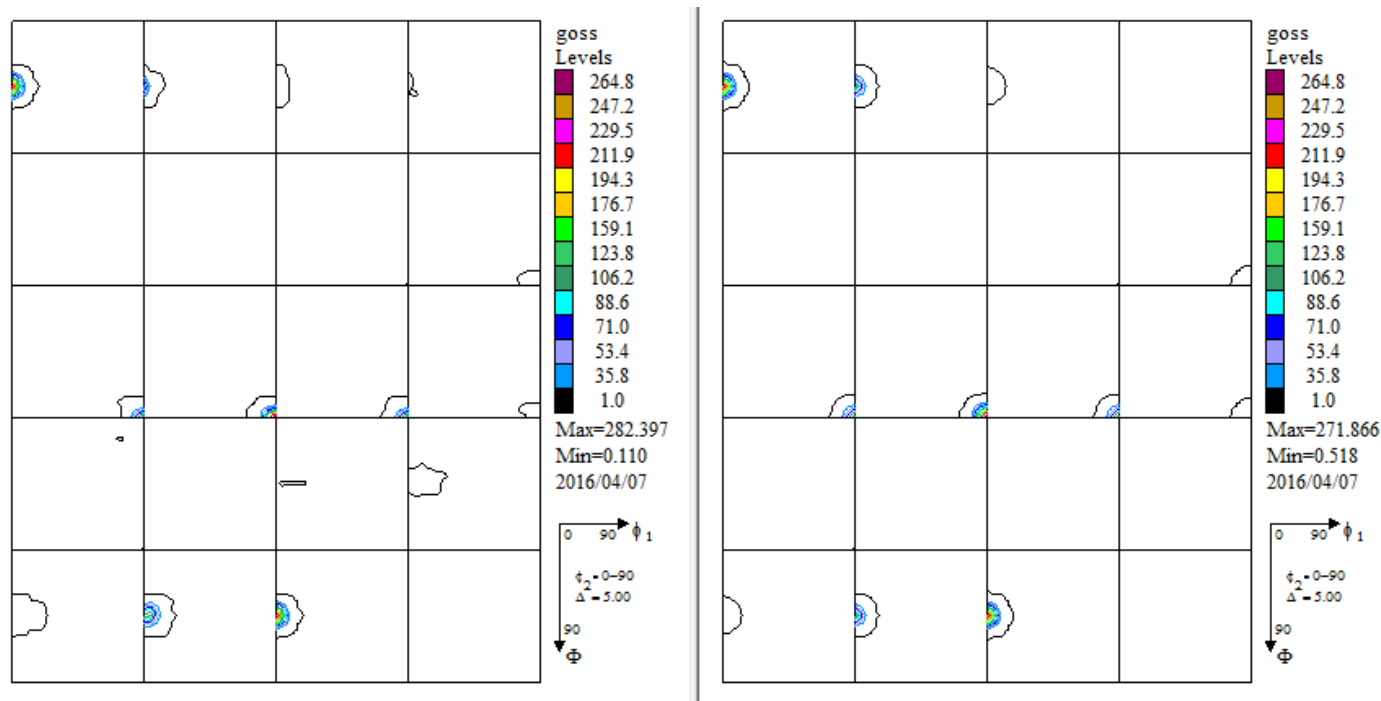 goss
Levels
264.8
247.2
229.5
211.9
194.3
176.7
159.1
123.8
106.2
88.6
71.0
53.4
35.8
1.0
Max=282.397
Min=0.110
2016/04/07
0 90 ϕ1
ϕ2=0-90
Δ=5.00
90
Φ
goss
Levels
264.8
247.2
229.5
211.9
194.3
176.7
159.1
123.8
106.2
88.6
71.0
53.4
35.8
1.0
Max=271.866
Min=0.518
2016/04/07
0 90 ϕ1
ϕ2=0-90
Δ=5.00
90
Φ